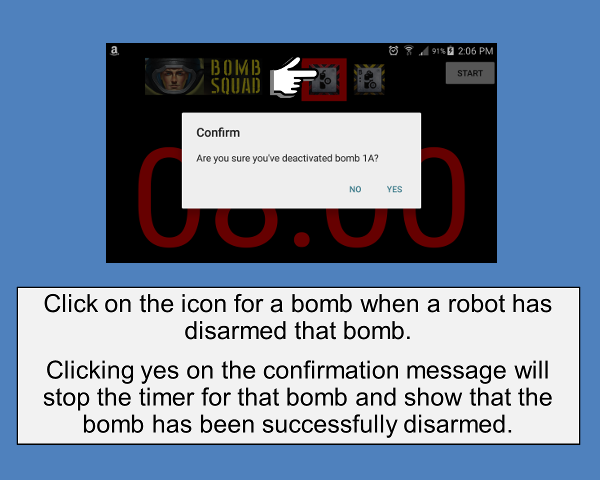 a
91% 2:06 PM
BOMB
SQUAD
START
Confirm
Are you sure you've deactivated bomb 1A?
NO YES
08:00
Click on the icon for a bomb when a robot has
disarmed that bomb.
Clicking yes on the confirmation message will
stop the timer for that bomb and show that the
bomb has been successfully disarmed.